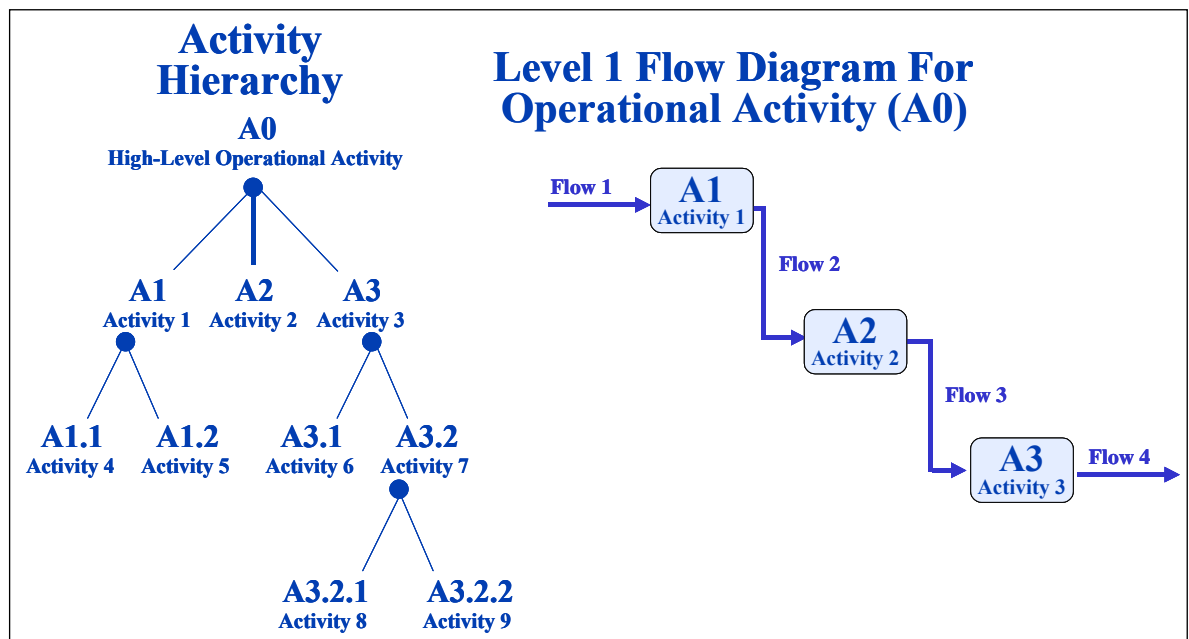 Activity
Hierarchy
A0
High-Level Operational Activity
A1
Activity 1
A2
Activity 2
A3
Activity 3
A1.1
Activity 4
A1.2
Activity 5
A3.1
Activity 6
A3.2
Activity 7
A3.2.1
Activity 8
A3.2.2
Activity 9
Level 1 Flow Diagram For
Operational Activity (A0)
Flow 1
A1
Activity 1
Flow 2
A2
Activity 2
Flow 3
A3
Activity 3
Flow 4